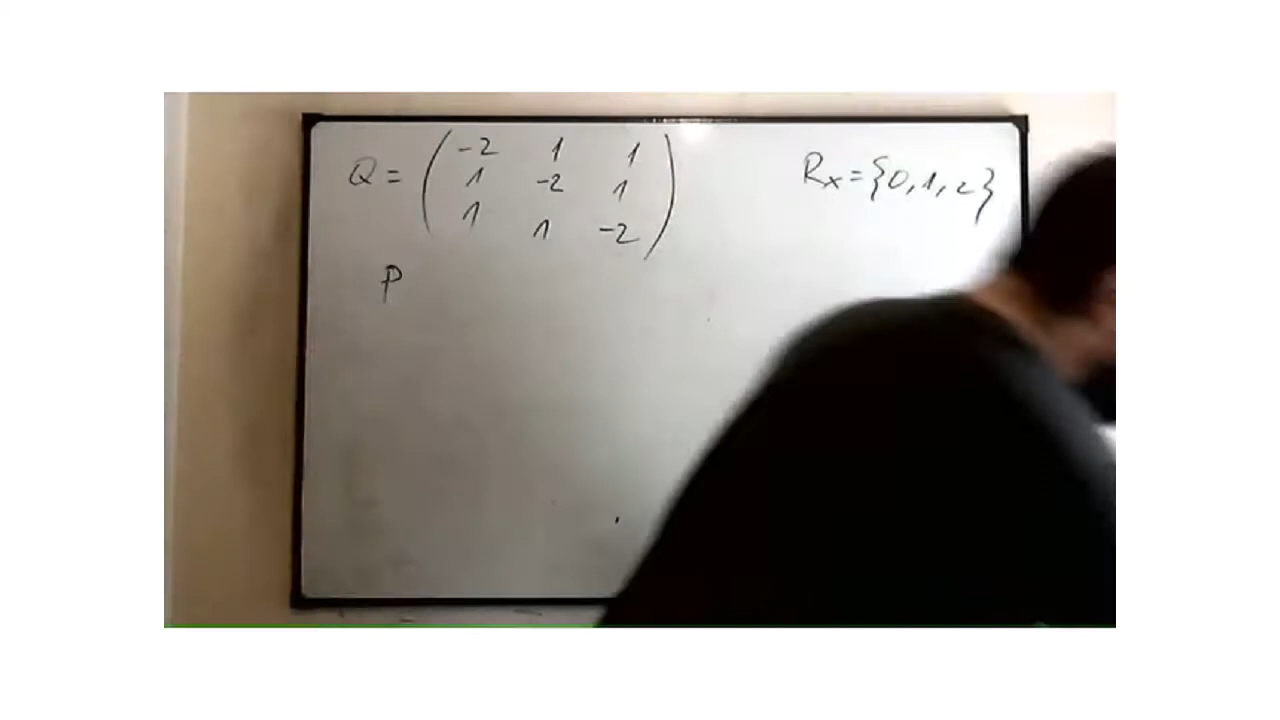 Q = ( -2 1 1
1 -2 1
1 1 -2 )
Rx = {0, 1, 2}
P